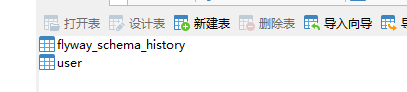 打开表 设计表 新建表 删除表 导入向导
flyway_schema_history
user